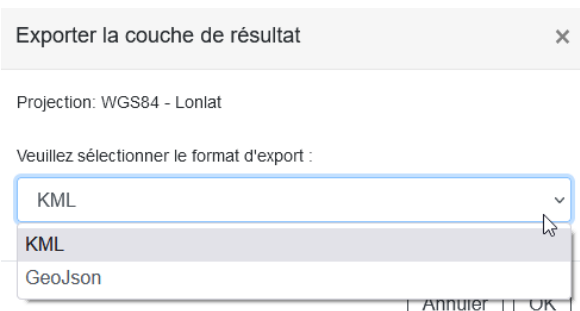 Exporter la couche de résultat ×
Projection: WGS84 - Lonlat
Veuillez sélectionner le format d'export :
KML
KML
GeoJson
Annuler OK